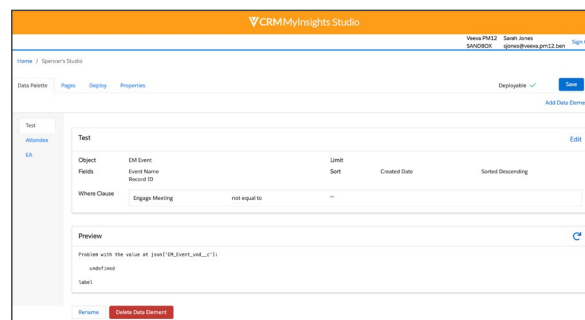 CRM MyInsights Studio
Veeva PM12 Sarah Jones
SANDBOX sjones@veeva.pm12.ben Sign
Home / Spencer's Studio
Data Palette Pages Deploy Properties Deployable Save
Add Data Eleme
Test
Attendee
EA
Test Edit
Object EM Event Limit
Fields Event Name Sort Created Date Sorted Descending
Record ID
Where Clause Engage Meeting not equal to ""
Preview
Problem with the value at json['EM_Event_vod__c'];
undefined
label
Rename Delete Data Element